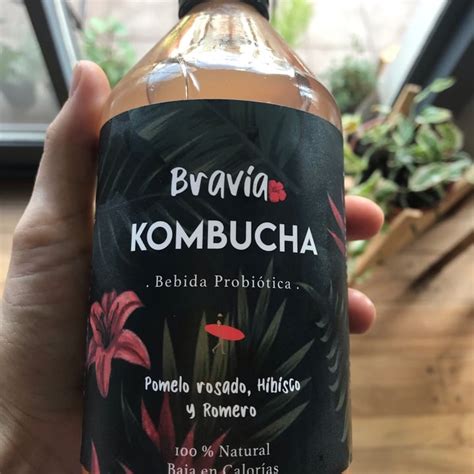 Bravía
KOMBUCHA
. Bebida Probiótica .
Pomelo rosado, Hibisco
y Romero
100 % Natural
Baja en Calorías